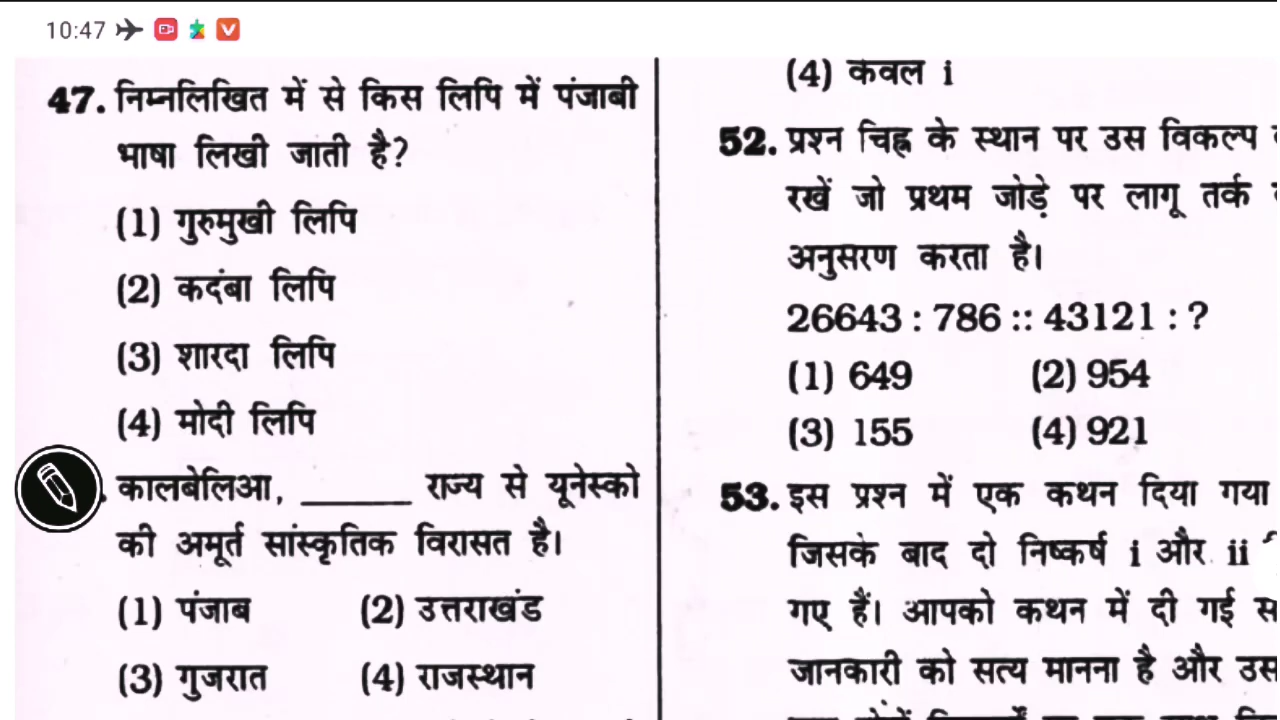 10:47
47. निम्नलिखित में से किस लिपि में पंजाबी
भाषा लिखी जाती है?
(1) गुरुमुखी लिपि
(2) कदंबा लिपि
(3) शारदा लिपि
(4) मोदी लिपि
कालबेलिआ, ______ राज्य से यूनेस्को
की अमूर्त सांस्कृतिक विरासत है।
(1) पंजाब (2) उत्तराखंड
(3) गुजरात (4) राजस्थान
(4) केवल i
52. प्रश्न चिह्न के स्थान पर उस विकल्प
रखें जो प्रथम जोड़े पर लागू तर्क
अनुसरण करता है।
26643 : 786 :: 43121 : ?
(1) 649 (2) 954
(3) 155 (4) 921
53. इस प्रश्न में एक कथन दिया गया
जिसके बाद दो निष्कर्ष i और ii
गए हैं। आपको कथन में दी गई
जानकारी को सत्य मानना है और